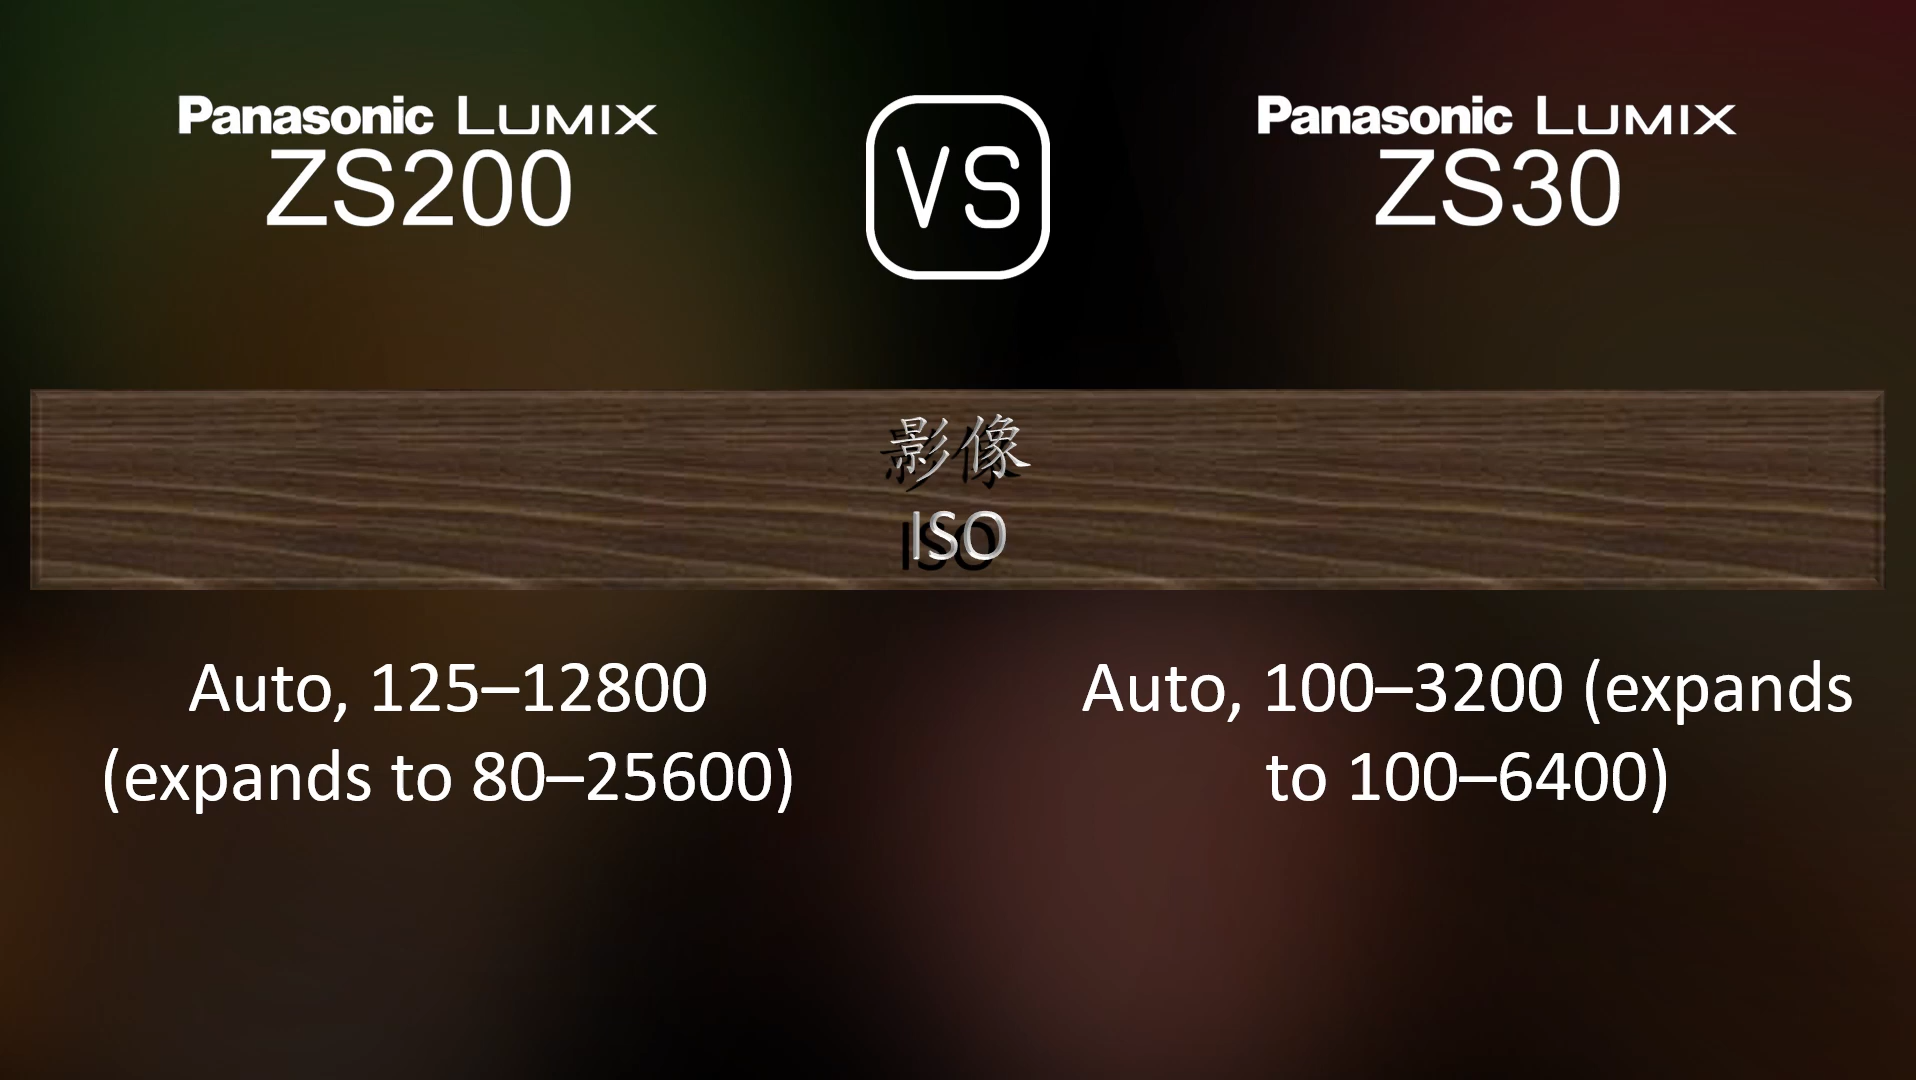 Panasonic LUMIX
ZS200
VS
Panasonic LUMIX
ZS30
影像
ISO
Auto, 125–12800
(expands to 80–25600)
Auto, 100–3200 (expands
to 100–6400)